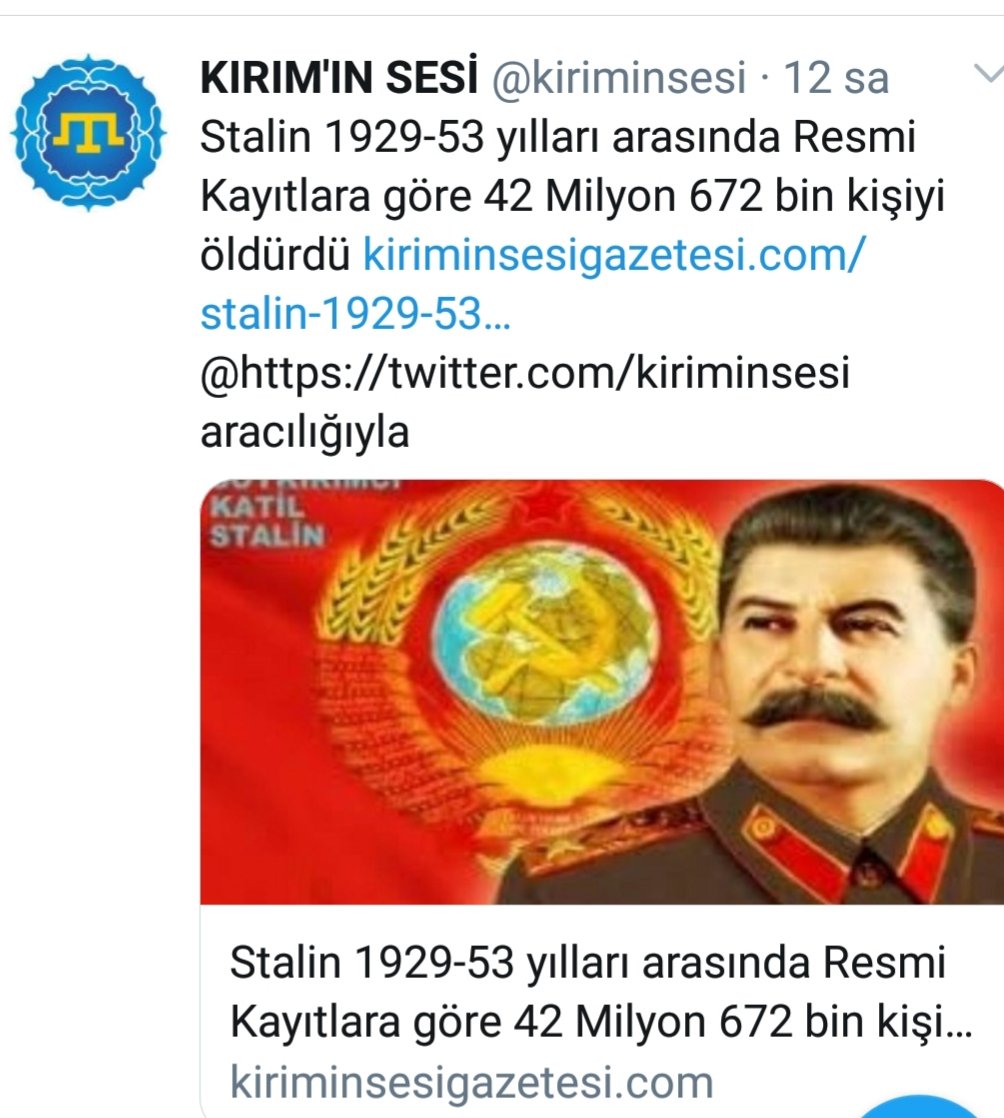 KIRIM'IN SESİ @kiriminsesi · 12 sa
Stalin 1929-53 yılları arasında Resmi
Kayıtlara göre 42 Milyon 672 bin kişiyi
öldürdü kiriminsesigazetesi.com/
stalin-1929-53...
@https://twitter.com/kiriminsesi
aracılığıyla
KATİL
STALİN
Stalin 1929-53 yılları arasında Resmi
Kayıtlara göre 42 Milyon 672 bin kişi...
kiriminsesigazetesi.com